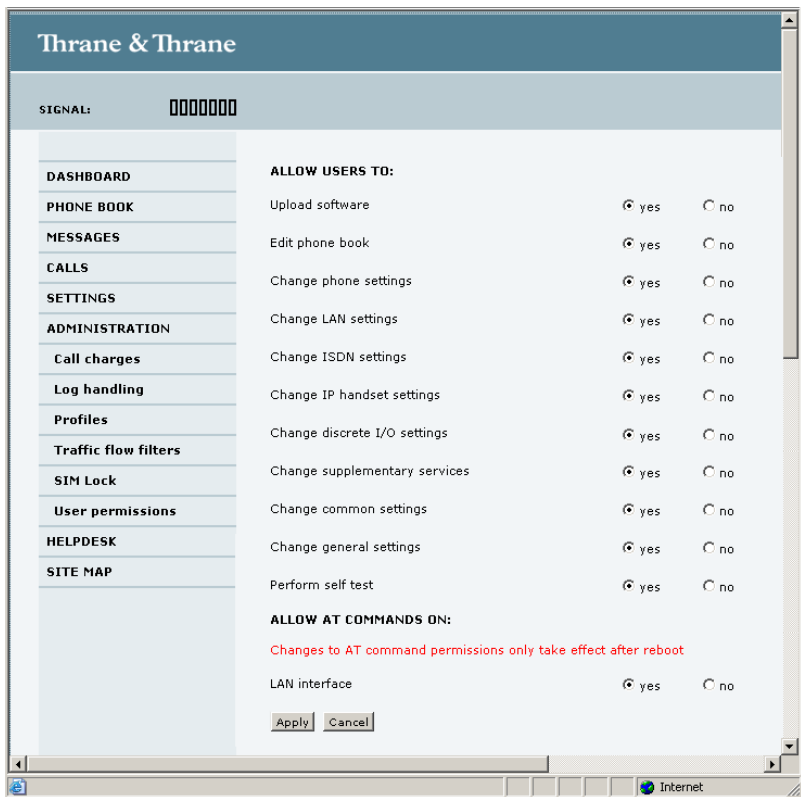 Thrane & Thrane
SIGNAL:
DASHBOARD
PHONE BOOK
MESSAGES
CALLS
SETTINGS
ADMINISTRATION
Call charges
Log handling
Profiles
Traffic flow filters
SIM Lock
User permissions
HELPDESK
SITE MAP
ALLOW USERS TO:
Upload software yes no
Edit phone book yes no
Change phone settings yes no
Change LAN settings yes no
Change ISDN settings yes no
Change IP handset settings yes no
Change discrete I/O settings yes no
Change supplementary services yes no
Change common settings yes no
Change general settings yes no
Perform self test yes no
ALLOW AT COMMANDS ON:
Changes to AT command permissions only take effect after reboot
LAN interface yes no
Apply Cancel
Internet